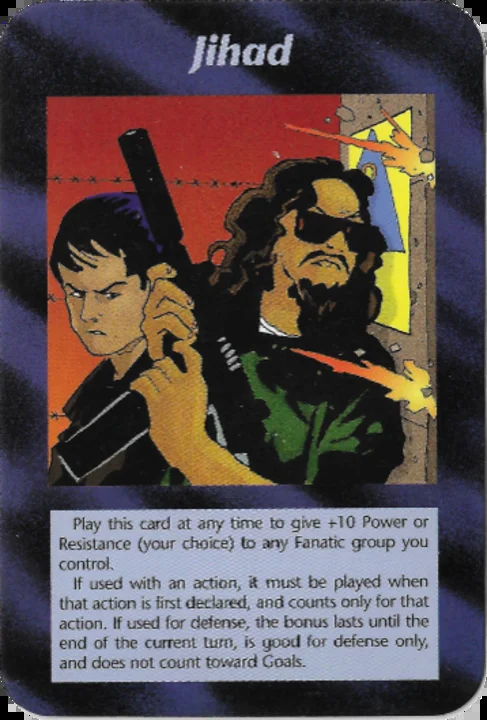 Jihad
Play this card at any time to give +10 Power or
Resistance (your choice) to any Fanatic group you
control.
If used with an action, it must be played when
that action is first declared, and counts only for that
action. If used for defense, the bonus lasts until the
end of the current turn, is good for defense only,
and does not count toward Goals.